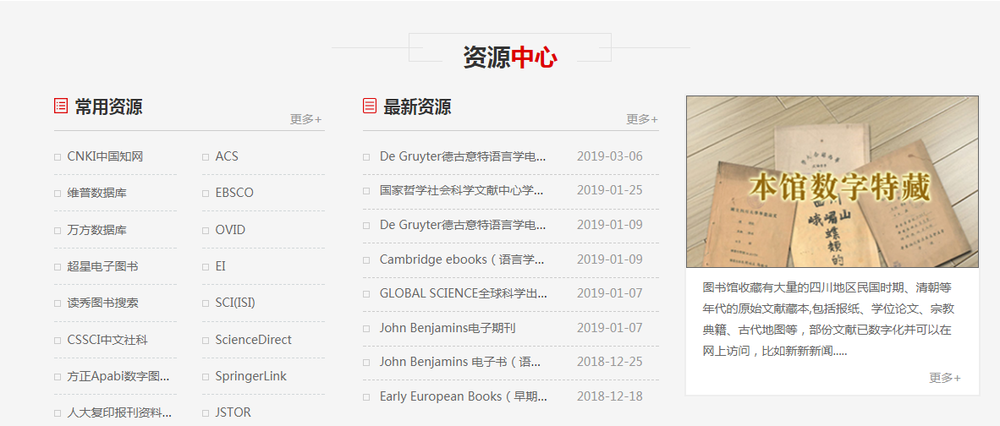 资源中心
常用资源
更多+
CNKI中国知网
ACS
维普数据库
EBSCO
万方数据库
OVID
超星电子图书
EI
读秀图书搜索
SCI(ISI)
CSSCI中文社科
ScienceDirect
方正Apabi数字图...
SpringerLink
人大复印报刊资料...
JSTOR
最新资源
更多+
De Gruyter德古意特语言学电... 2019-03-06
国家哲学社会科学文献中心学... 2019-01-25
De Gruyter德古意特语言学电... 2019-01-09
Cambridge ebooks（语言学... 2019-01-09
GLOBAL SCIENCE全球科学出... 2019-01-07
John Benjamins电子期刊 2019-01-07
John Benjamins 电子书（语... 2018-12-25
Early European Books（早期... 2018-12-18
本馆数字特藏
图书馆收藏有大量的四川地区民国时期、清朝等
年代的原始文献藏本,包括报纸、学位论文、宗教
典籍、古代地图等，部份文献已数字化并可以在
网上访问，比如新新新闻.....
更多+